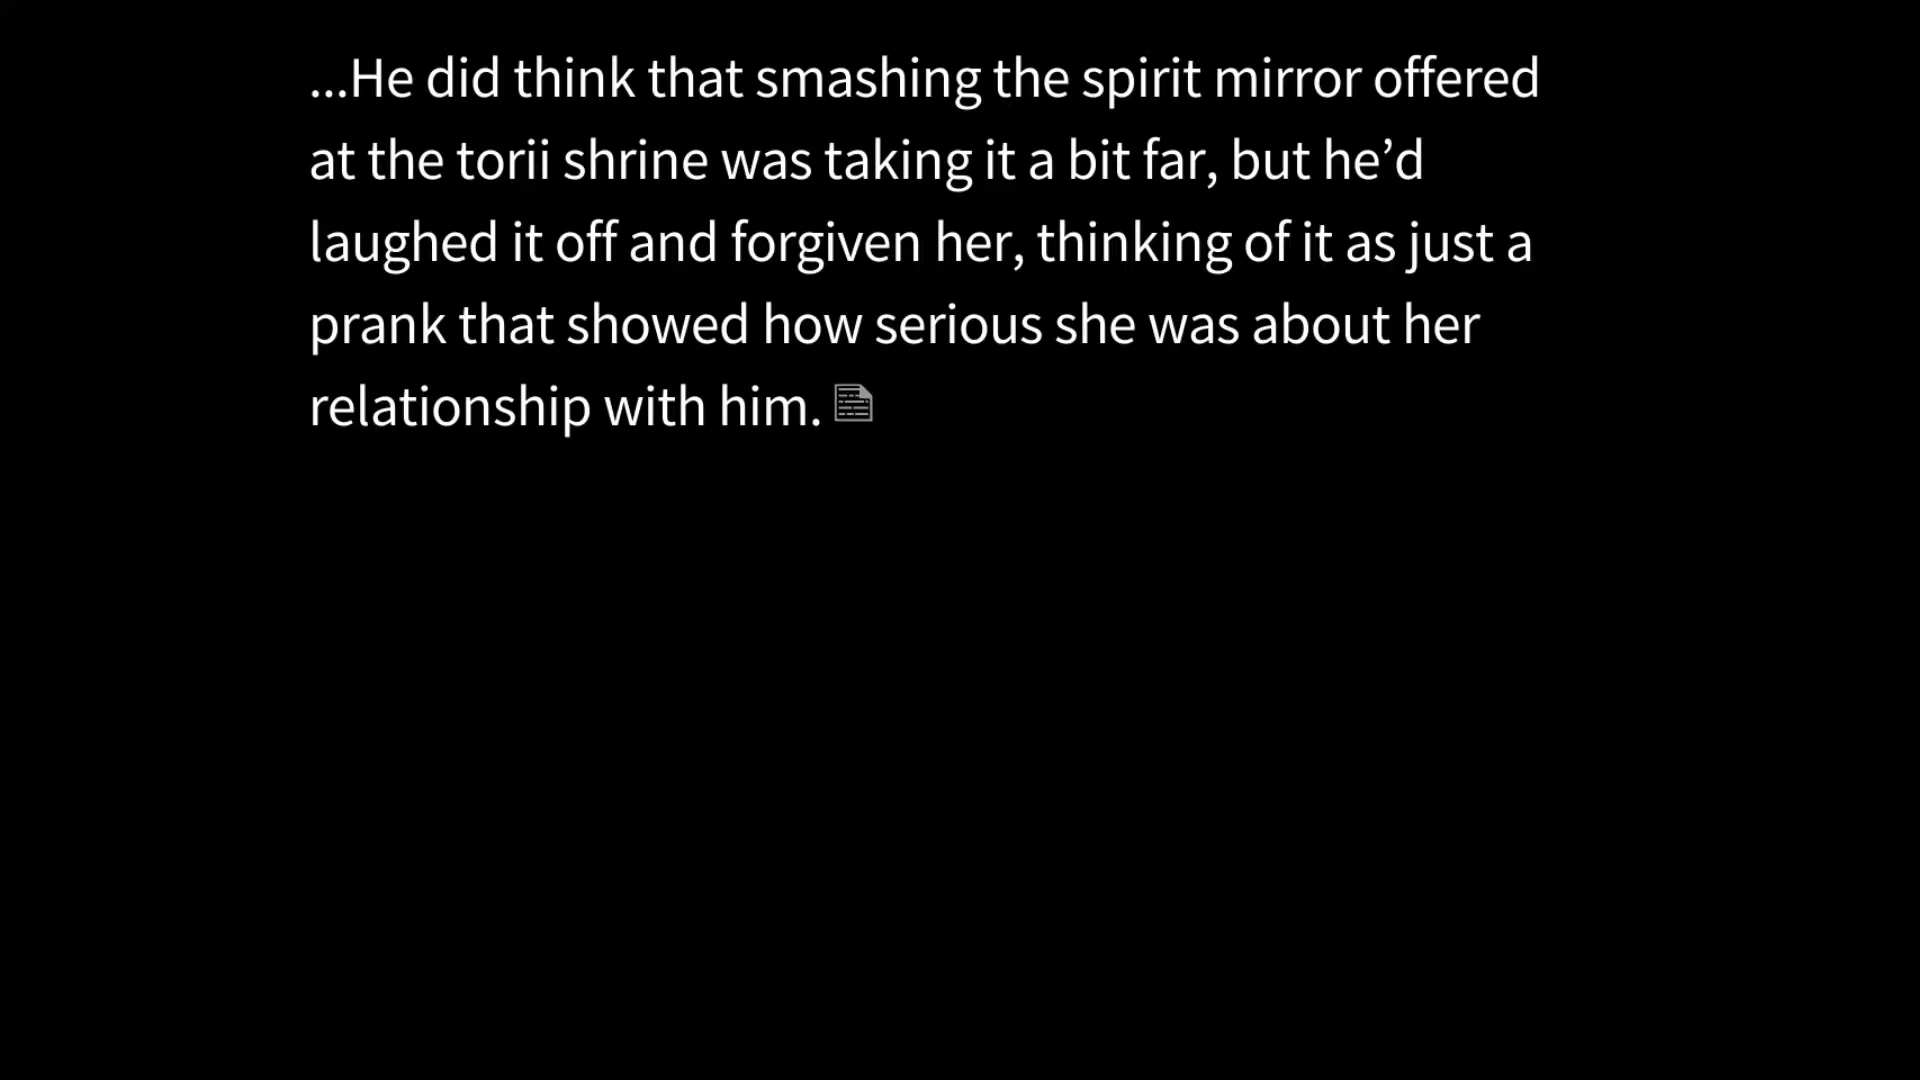 ...He did think that smashing the spirit mirror offered
at the torii shrine was taking it a bit far, but he’d
laughed it off and forgiven her, thinking of it as just a
prank that showed how serious she was about her
relationship with him.